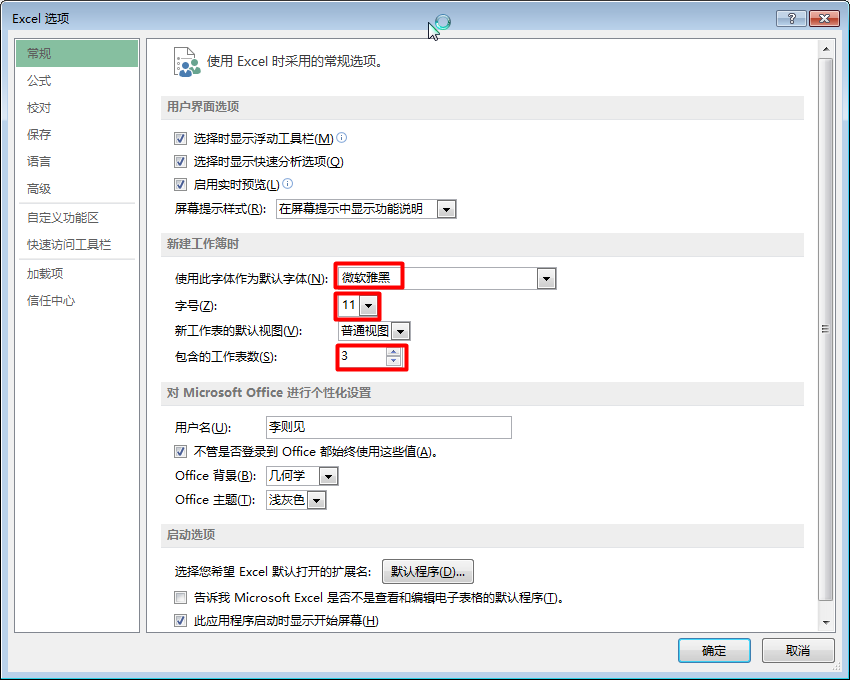 Excel 选项
常规
公式
校对
保存
语言
高级
自定义功能区
快速访问工具栏
加载项
信任中心
使用 Excel 时采用的常规选项。
用户界面选项
选择时显示浮动工具栏(M)
选择时显示快速分析选项(Q)
启用实时预览(L)
屏幕提示样式(R): 在屏幕提示中显示功能说明
新建工作簿时
使用此字体作为默认字体(N): 微软雅黑
字号(Z): 11
新工作表的默认视图(V): 普通视图
包含的工作表数(S): 3
对 Microsoft Office 进行个性化设置
用户名(U): 李则见
不管是否登录到 Office 都始终使用这些值(A)。
Office 背景(B): 几何学
Office 主题(T): 浅灰色
启动选项
选择您希望 Excel 默认打开的扩展名: 默认程序(D)...
告诉我 Microsoft Excel 是否不是查看和编辑电子表格的默认程序(T)。
此应用程序启动时显示开始屏幕(H)
确定 取消